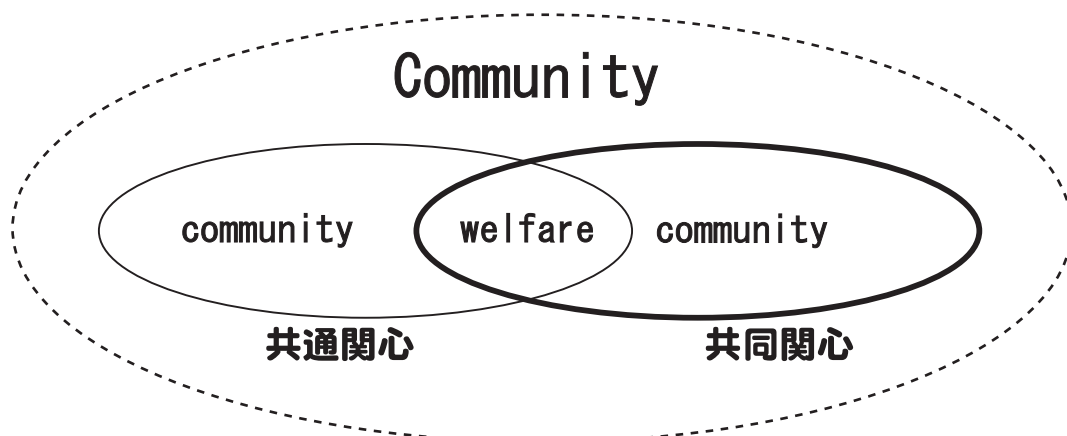 Community
community welfare community
共通関心 共同関心